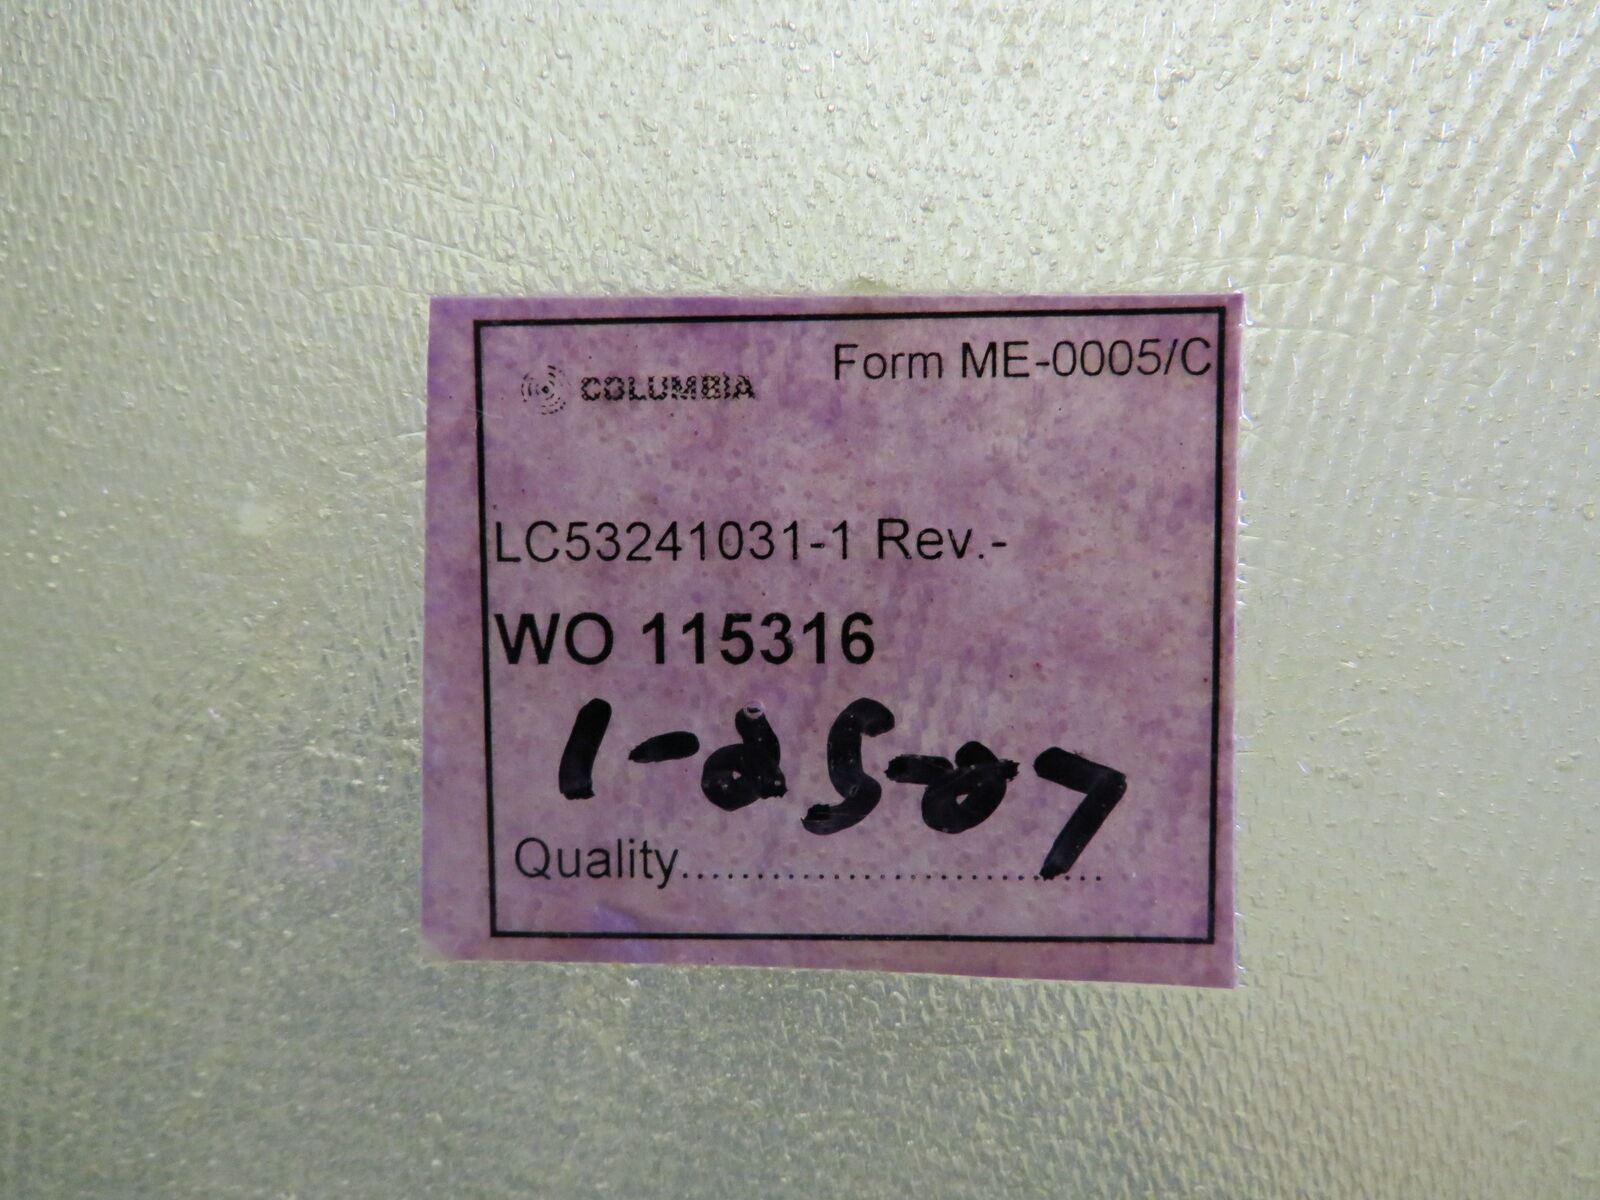 Form ME-0005/C
COLUMBIA
LC53241031-1 Rev.-
WO 115316
1-25-07
Quality..............................